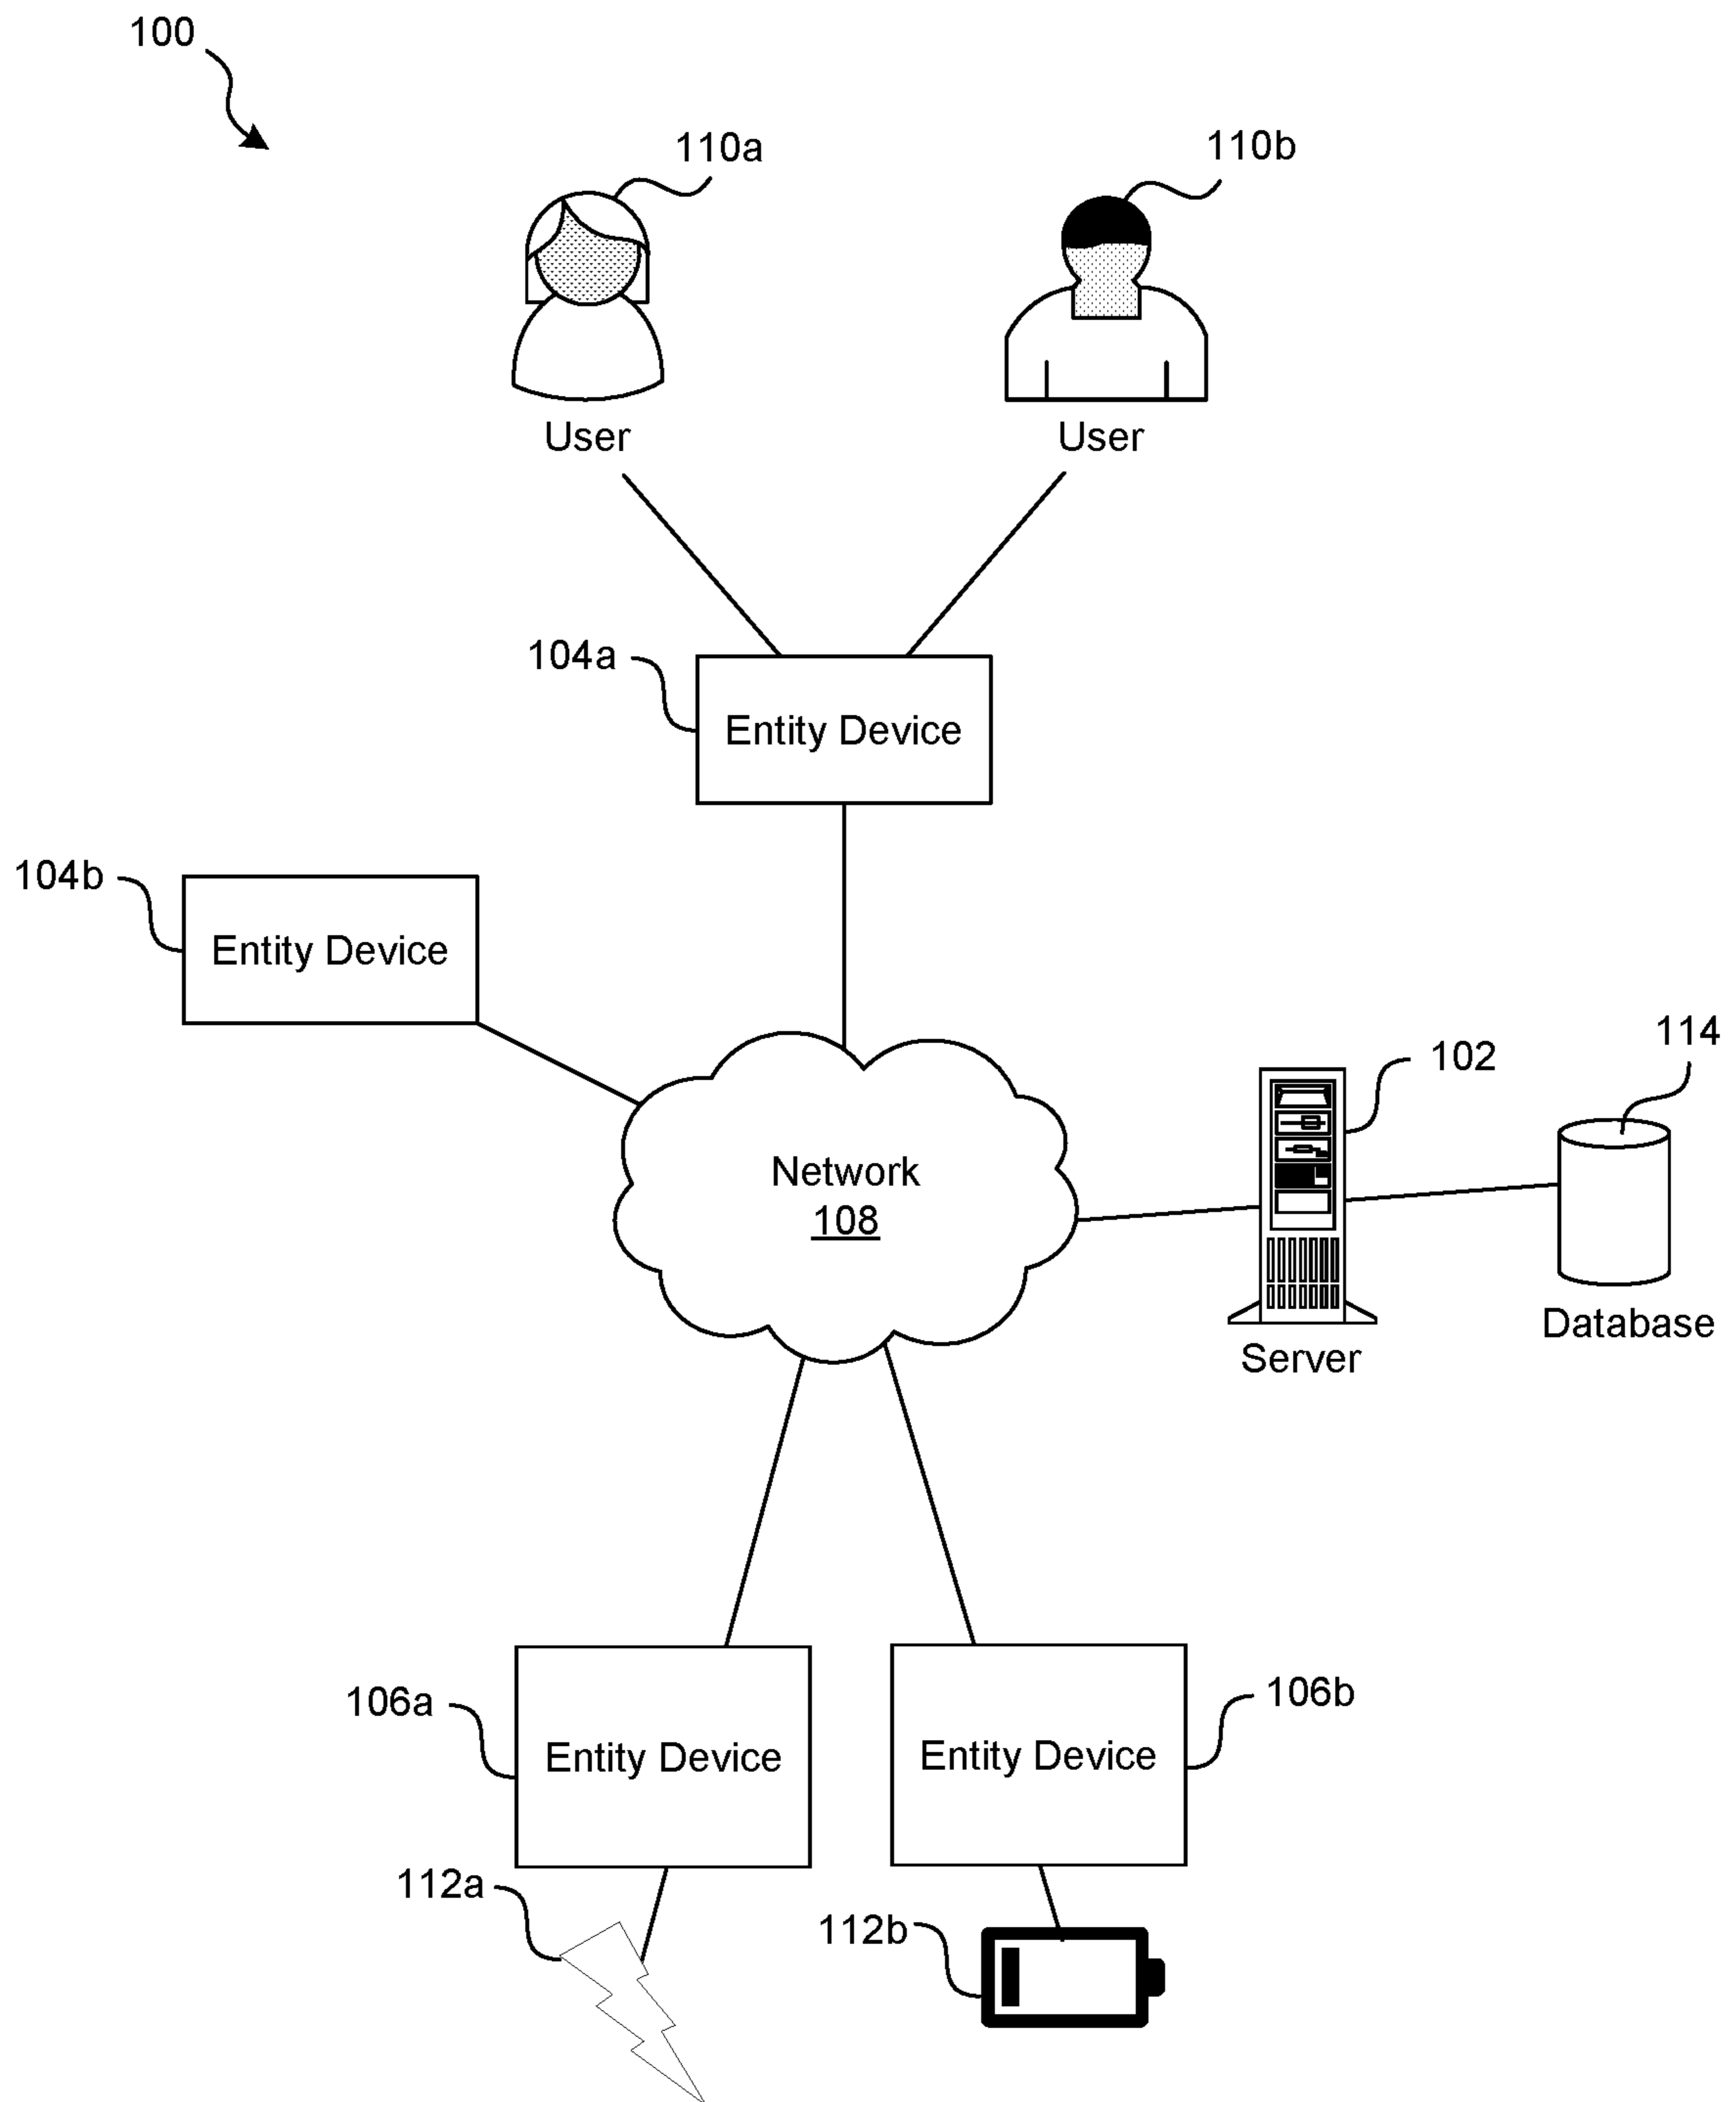 100
110a
110b
User
User
104a
Entity Device
104b
Entity Device
114
102
Network
108
Database
Server
106a
106b
Entity Device
Entity Device
112a
112b